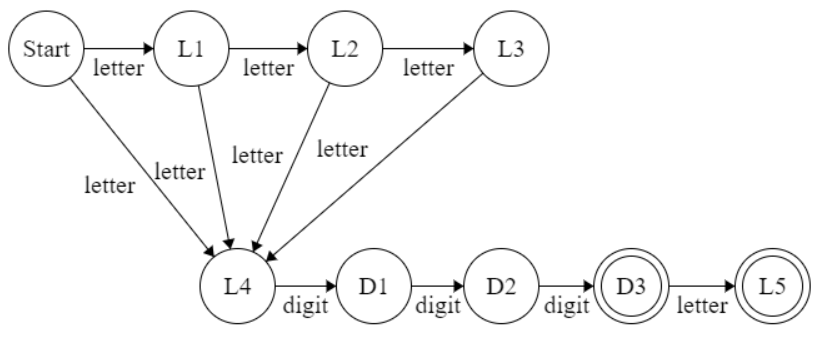 Start L1 L2 L3
letter letter letter
letter letter letter letter
L4 D1 D2 D3 L5
digit digit digit letter